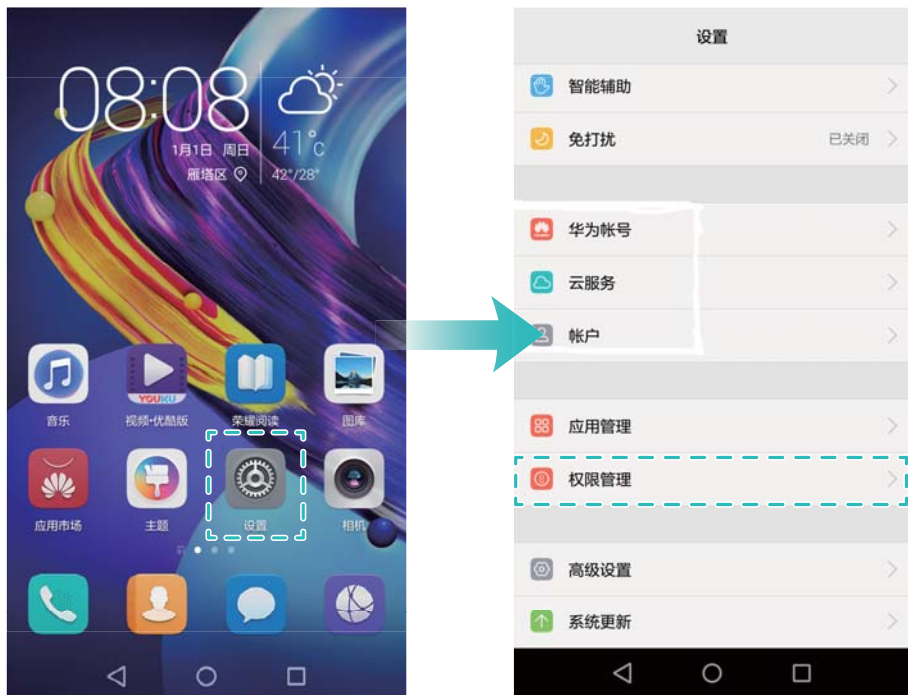 08:08
1月1日 周日
雁塔区
41°c
42°/28°
YOUKU
音乐
视频·优酷版
荣耀阅读
图库
应用市场
主题
设置
相机
设置
智能辅助
免打扰
已关闭
华为帐号
云服务
帐户
应用管理
权限管理
高级设置
系统更新